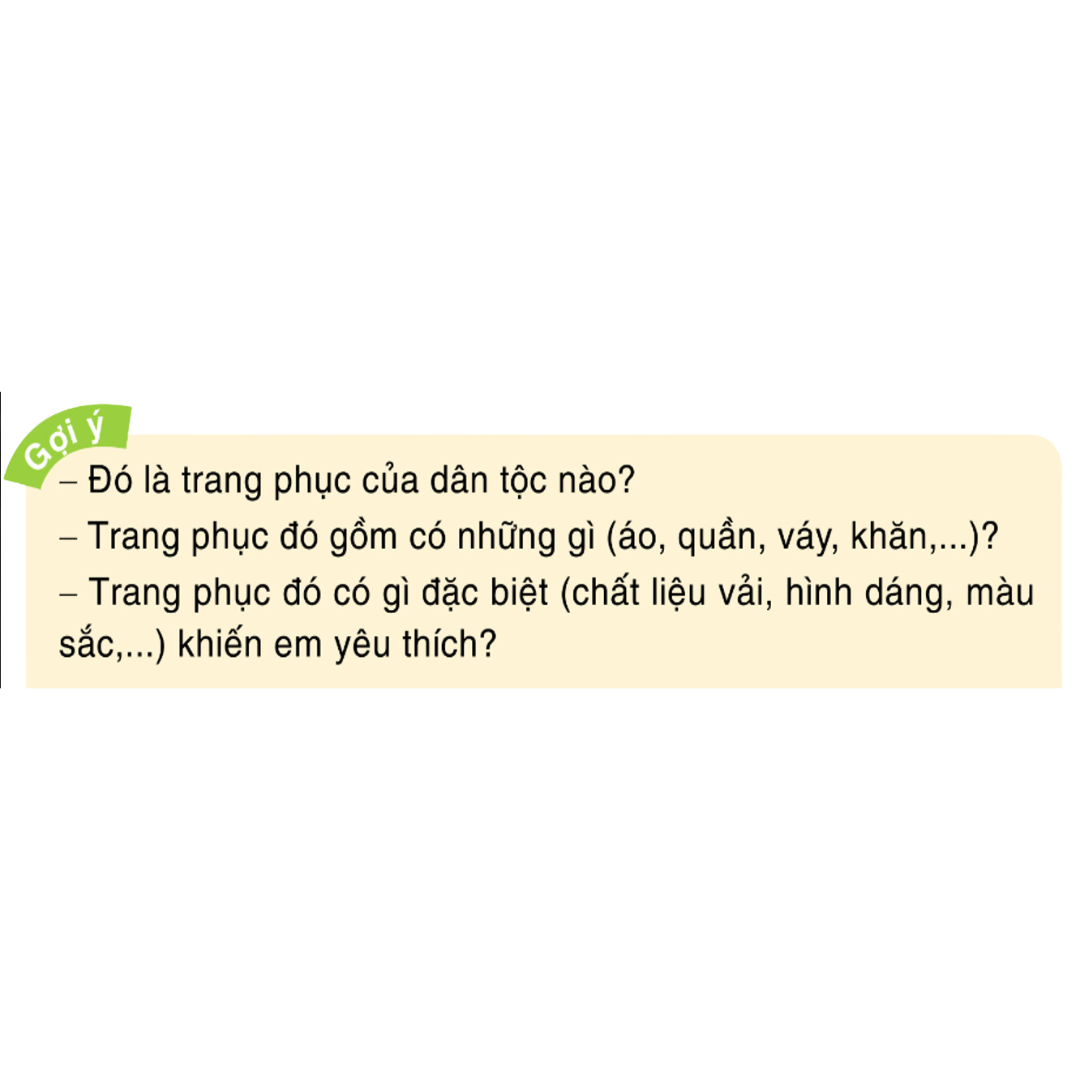 Gợi ý
– Đó là trang phục của dân tộc nào?
– Trang phục đó gồm có những gì (áo, quần, váy, khăn,...)?
– Trang phục đó có gì đặc biệt (chất liệu vải, hình dáng, màu
sắc,...) khiến em yêu thích?